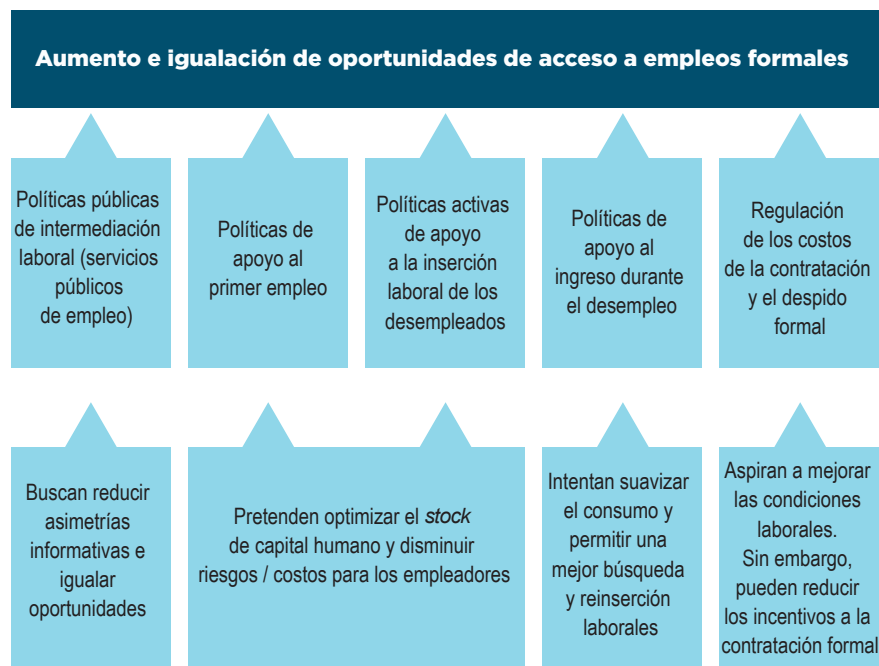 Aumento e igualación de oportunidades de acceso a empleos formales
Políticas públicas
de intermediación
laboral (servicios
públicos
de empleo)
Políticas de
apoyo al
primer empleo
Políticas activas
de apoyo
a la inserción
laboral de los
desempleados
Políticas de
apoyo al
ingreso durante
el desempleo
Regulación
de los costos
de la contratación
y el despido
formal
Buscan reducir
asimetrías
informativas e
igualar
oportunidades
Pretenden optimizar el stock
de capital humano y disminuir
riesgos / costos para los empleadores
Intentan suavizar
el consumo y
permitir una
mejor búsqueda
y reinserción
laborales
Aspiran a mejorar
las condiciones
laborales.
Sin embargo,
pueden reducir
los incentivos a la
contratación formal